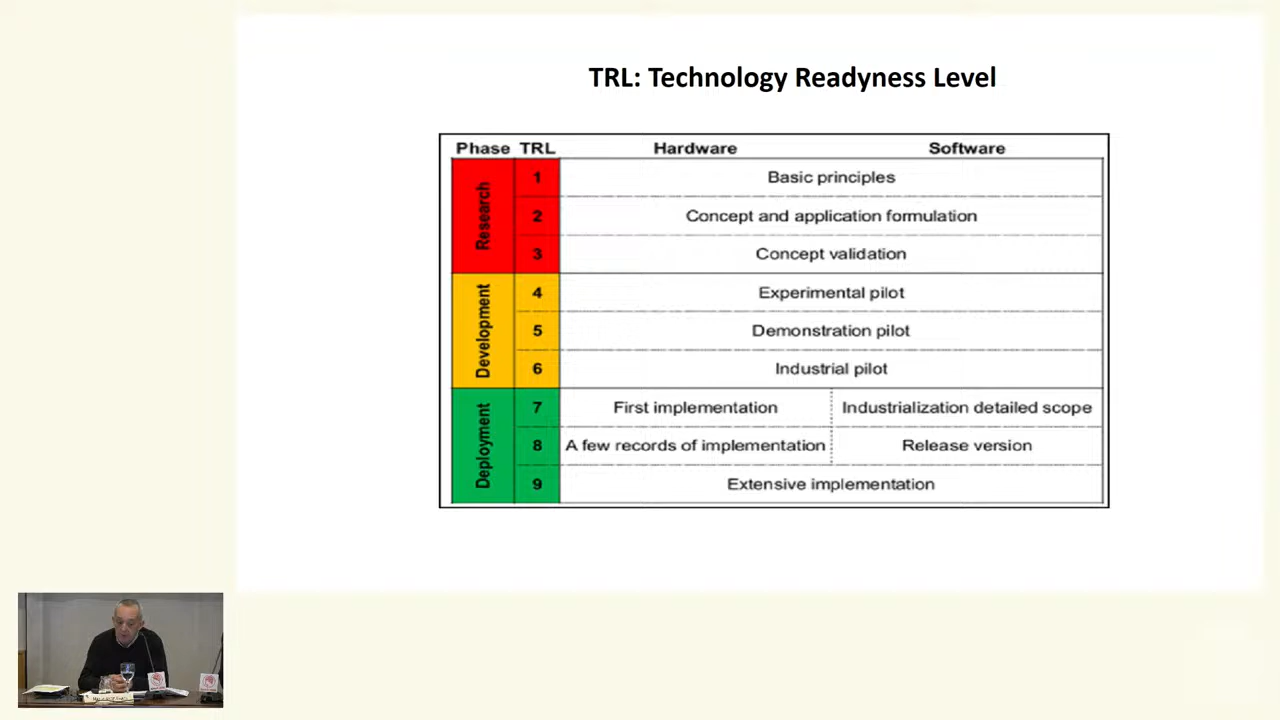 TRL: Technology Readyness Level
Phase TRL Hardware Software
Research
1 Basic principles
2 Concept and application formulation
3 Concept validation
Development
4 Experimental pilot
5 Demonstration pilot
6 Industrial pilot
Deployment
7 First implementation Industrialization detailed scope
8 A few records of implementation Release version
9 Extensive implementation